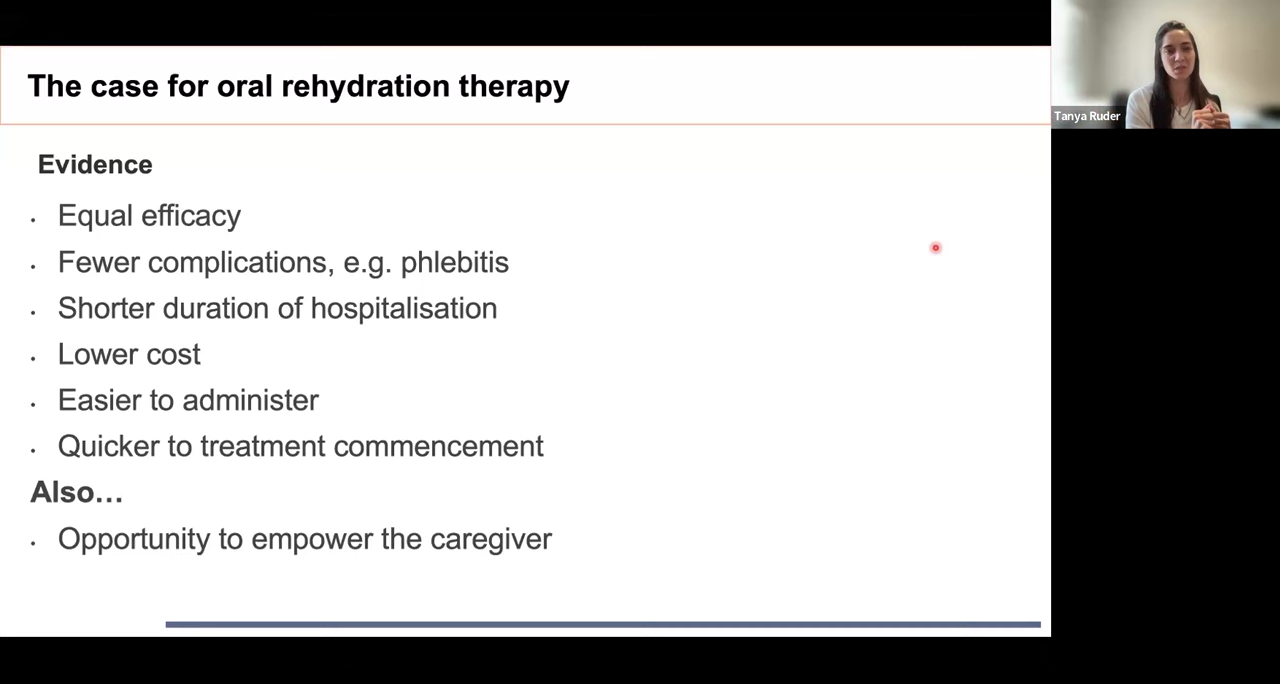 The case for oral rehydration therapy
Tanya Ruder
Evidence
• Equal efficacy
• Fewer complications, e.g. phlebitis
• Shorter duration of hospitalisation
• Lower cost
• Easier to administer
• Quicker to treatment commencement
Also…
• Opportunity to empower the caregiver